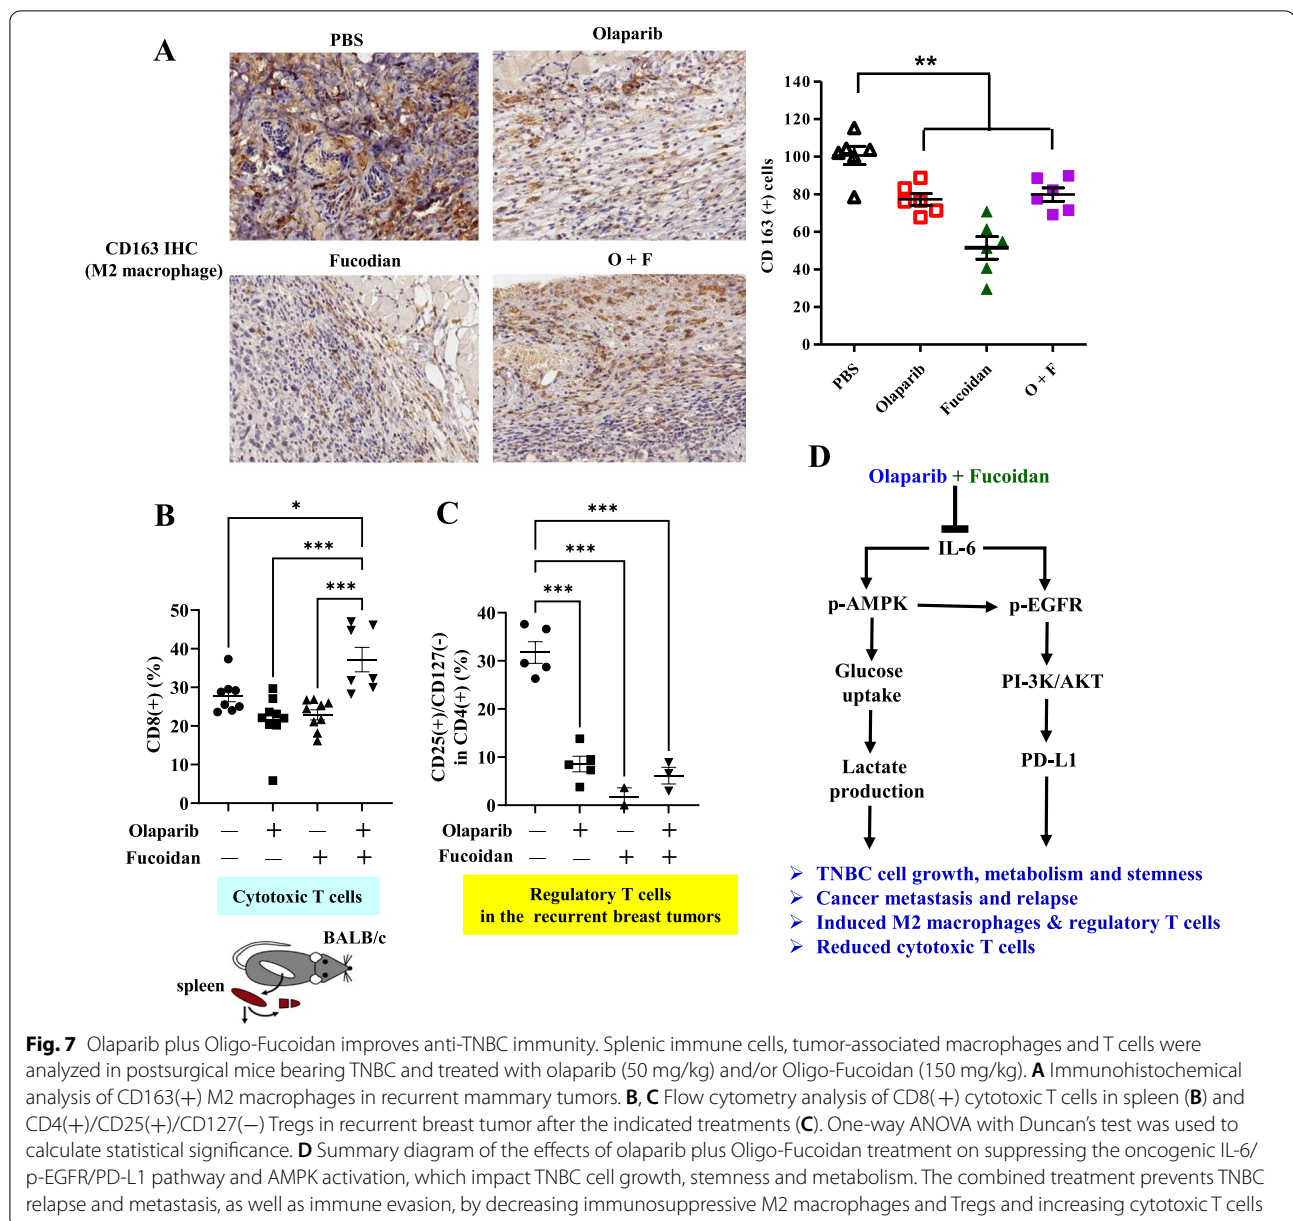 A
PBS
Olaparib
CD163 IHC
(M2 macrophage)
Fucodian
O + F
**
CD 163 (+) cells
140
120
100
80
60
40
20
0
PBS
Olaparib
Fucoidan
O + F
B
*
***
***
CD8(+) (%)
50
40
30
20
10
0
Olaparib — + — +
Fucoidan — — + +
Cytotoxic T cells
BALB/c
spleen
C
***
***
***
CD25(+)/CD127(-)
in CD4(+) (%)
40
30
20
10
0
Olaparib — + — +
Fucoidan — — + +
Regulatory T cells
in the recurrent breast tumors
D
Olaparib + Fucoidan
IL-6
p-AMPK
p-EGFR
Glucose
uptake
PI-3K/AKT
Lactate
production
PD-L1
➢ TNBC cell growth, metabolism and stemness
➢ Cancer metastasis and relapse
➢ Induced M2 macrophages & regulatory T cells
➢ Reduced cytotoxic T cells
Fig. 7 Olaparib plus Oligo-Fucoidan improves anti-TNBC immunity. Splenic immune cells, tumor-associated macrophages and T cells were
analyzed in postsurgical mice bearing TNBC and treated with olaparib (50 mg/kg) and/or Oligo-Fucoidan (150 mg/kg). A Immunohistochemical
analysis of CD163(+) M2 macrophages in recurrent mammary tumors. B, C Flow cytometry analysis of CD8(+) cytotoxic T cells in spleen (B) and
CD4(+)/CD25(+)/CD127(−) Tregs in recurrent breast tumor after the indicated treatments (C). One-way ANOVA with Duncan's test was used to
calculate statistical significance. D Summary diagram of the effects of olaparib plus Oligo-Fucoidan treatment on suppressing the oncogenic IL-6/
p-EGFR/PD-L1 pathway and AMPK activation, which impact TNBC cell growth, stemness and metabolism. The combined treatment prevents TNBC
relapse and metastasis, as well as immune evasion, by decreasing immunosuppressive M2 macrophages and Tregs and increasing cytotoxic T cells